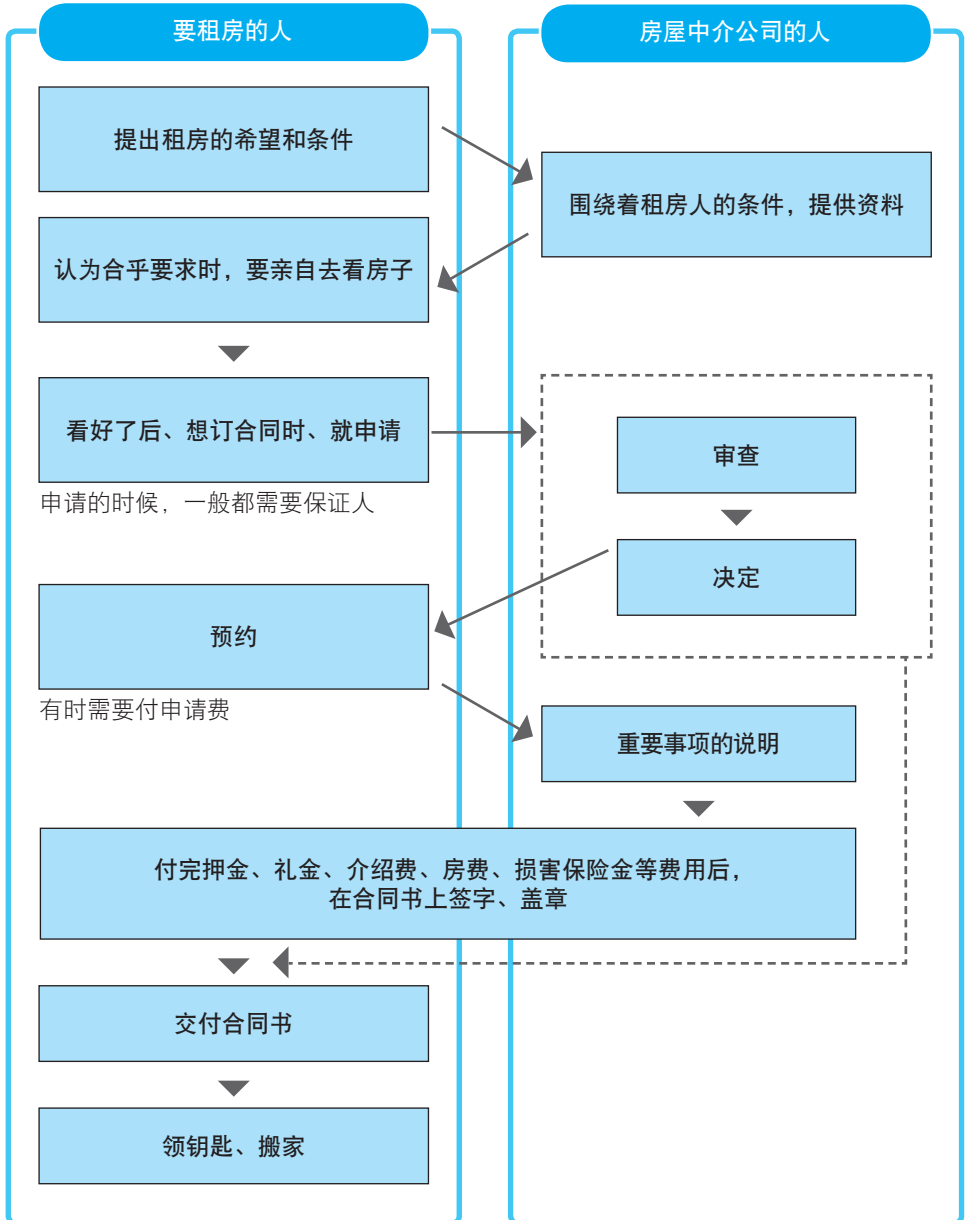 要租房的人
房屋中介公司的人
提出租房的希望和条件
围绕着租房人的条件，提供资料
认为合乎要求时，要亲自去看房子
看好了后、想订合同时、就申请
申请的时候，一般都需要保证人
审查
决定
预约
有时需要付申请费
重要事项的说明
付完押金、礼金、介绍费、房费、损害保险金等费用后，
在合同书上签字、盖章
交付合同书
领钥匙、搬家